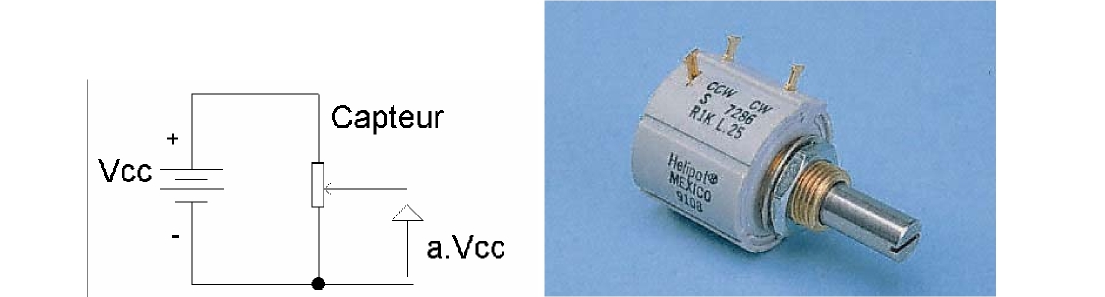 Capteur
+
Vcc
-
a.Vcc
CCW CW
S 7286
R1K L.25
Helipot®
MEXICO
9108